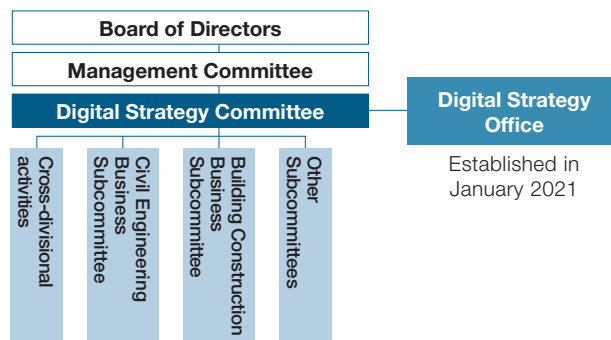 Board of Directors
Management Committee
Digital Strategy Committee
Digital Strategy
Office
Established in
January 2021
Cross-divisional
activities
Civil Engineering
Business
Subcommittee
Building Construction
Business
Subcommittee
Other
Subcommittees